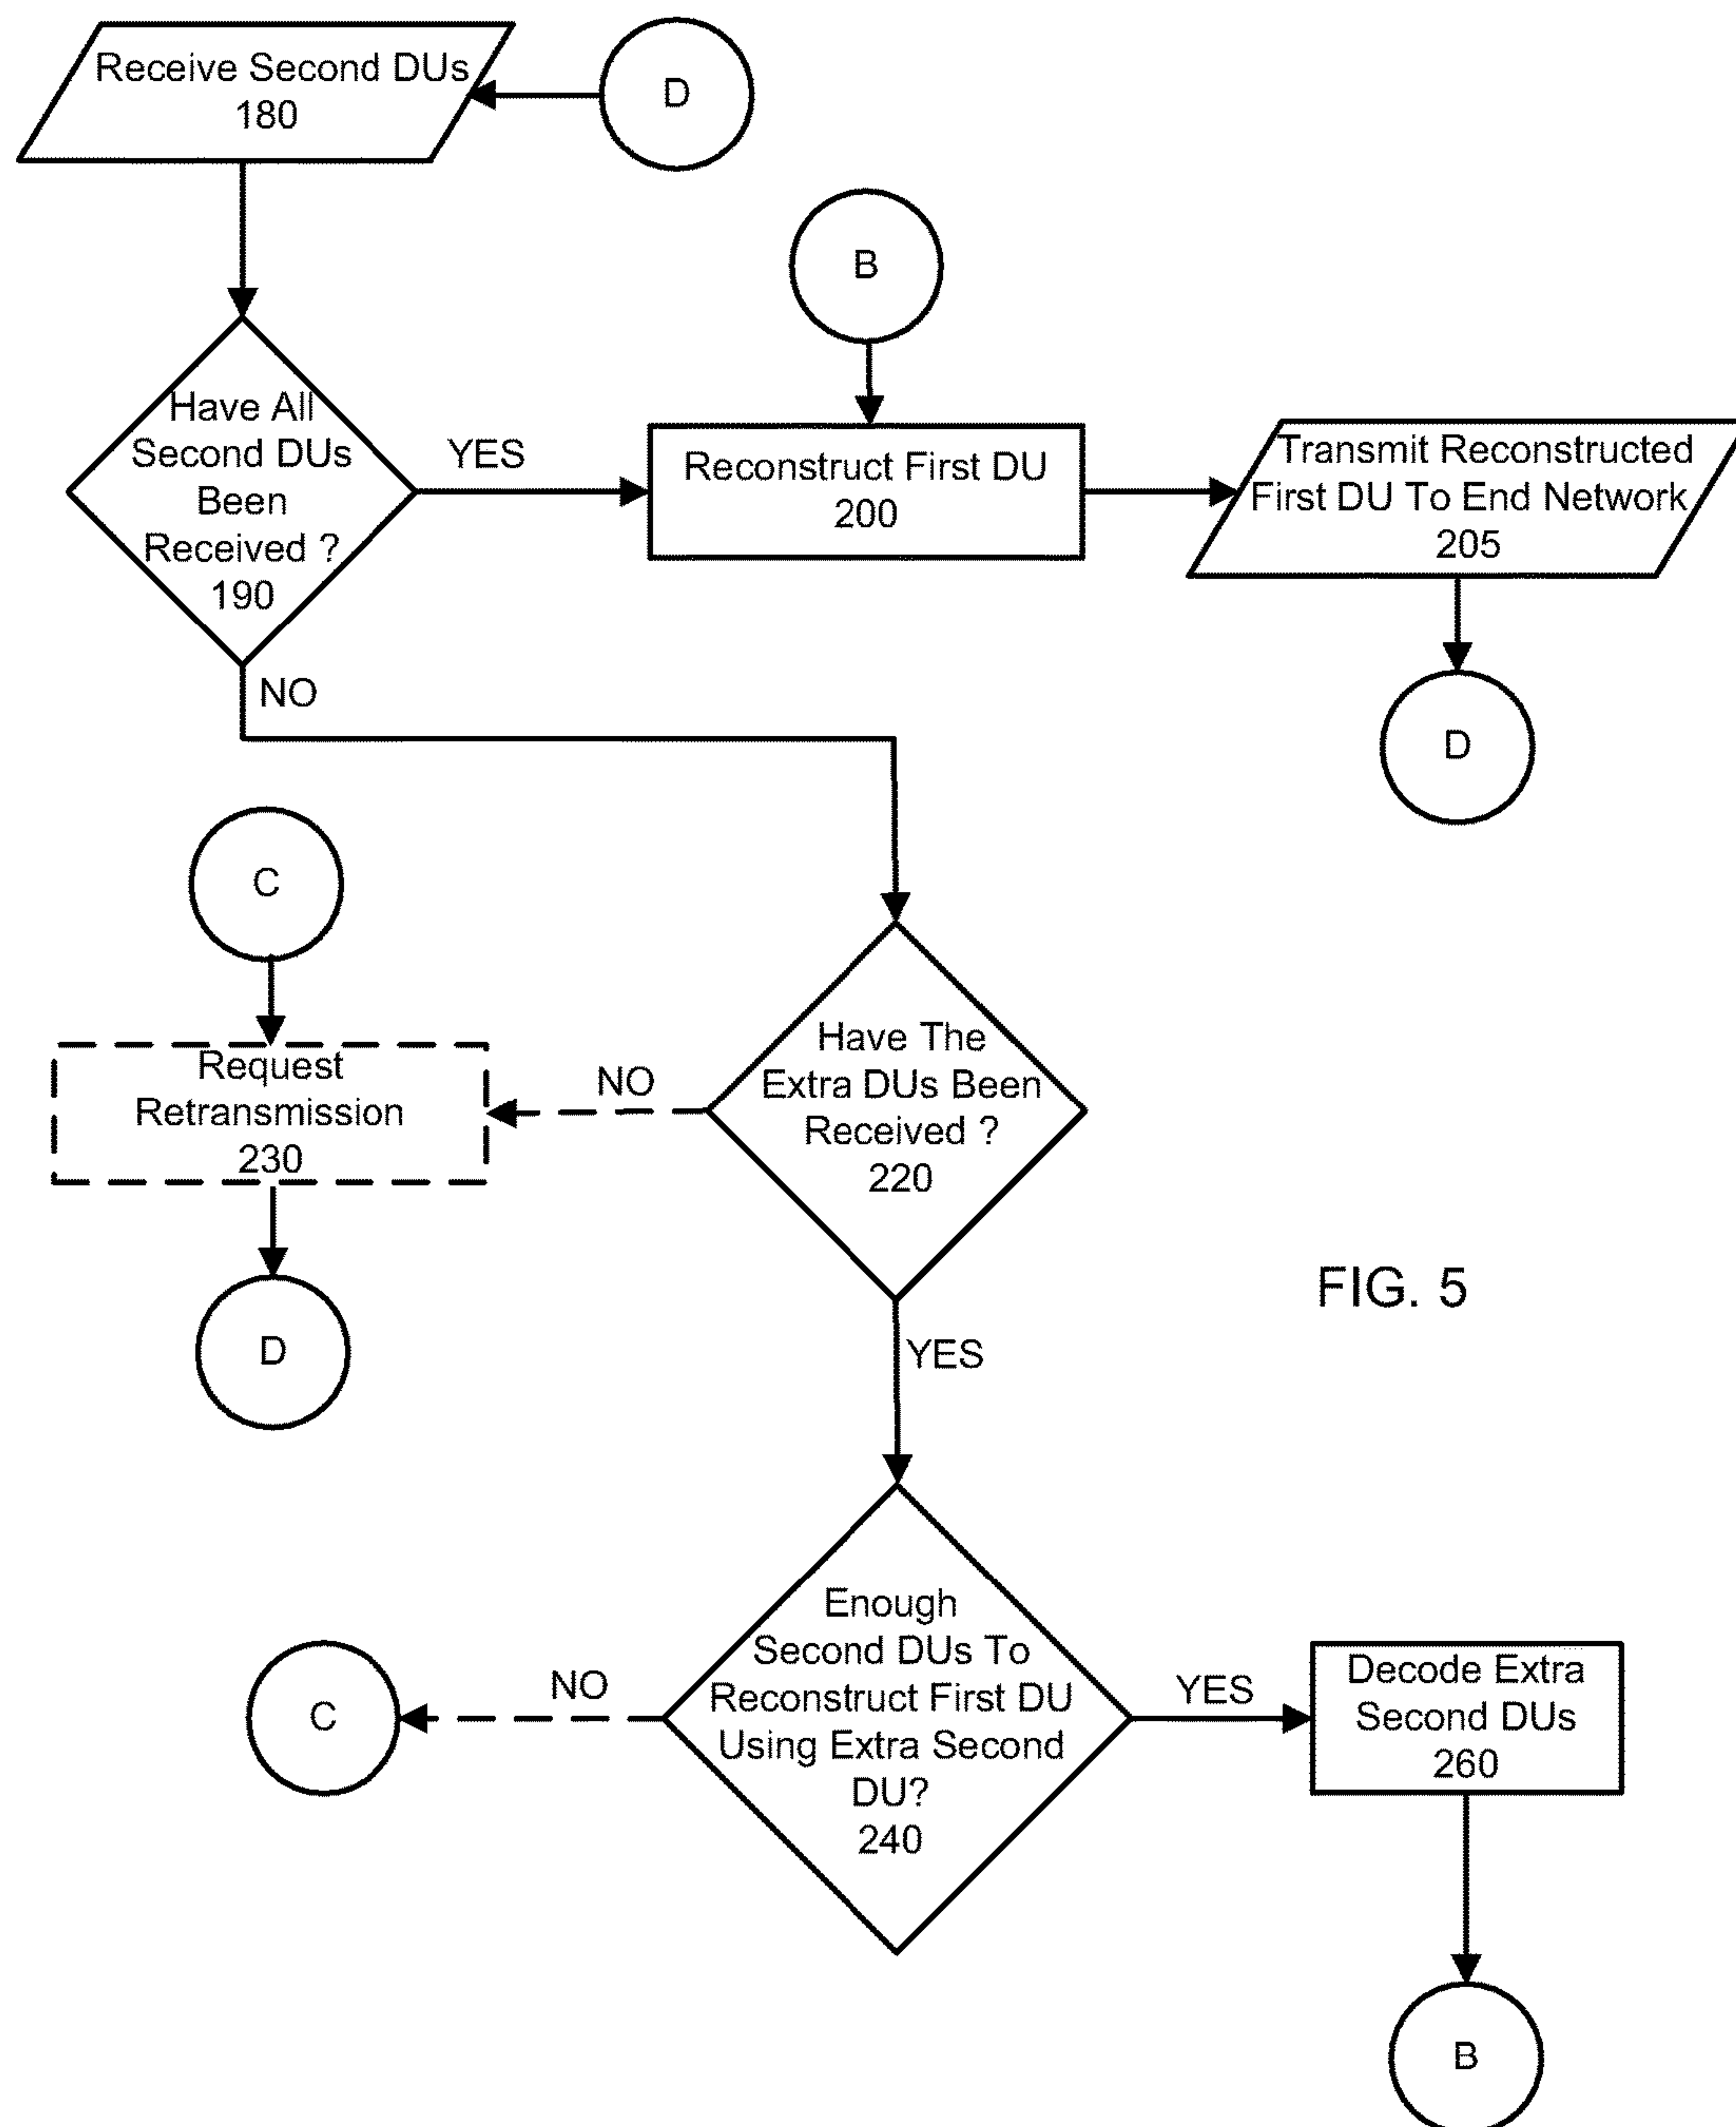 Receive Second DUs
180
D
B
Have All
Second DUs
Been
Received ?
190
YES
Reconstruct First DU
200
Transmit Reconstructed
First DU To End Network
205
NO
D
C
Request
Retransmission
230
NO
Have The
Extra DUs Been
Received ?
220
D
FIG. 5
YES
Enough
Second DUs To
Reconstruct First DU
Using Extra Second
DU?
240
NO
C
YES
Decode Extra
Second DUs
260
B